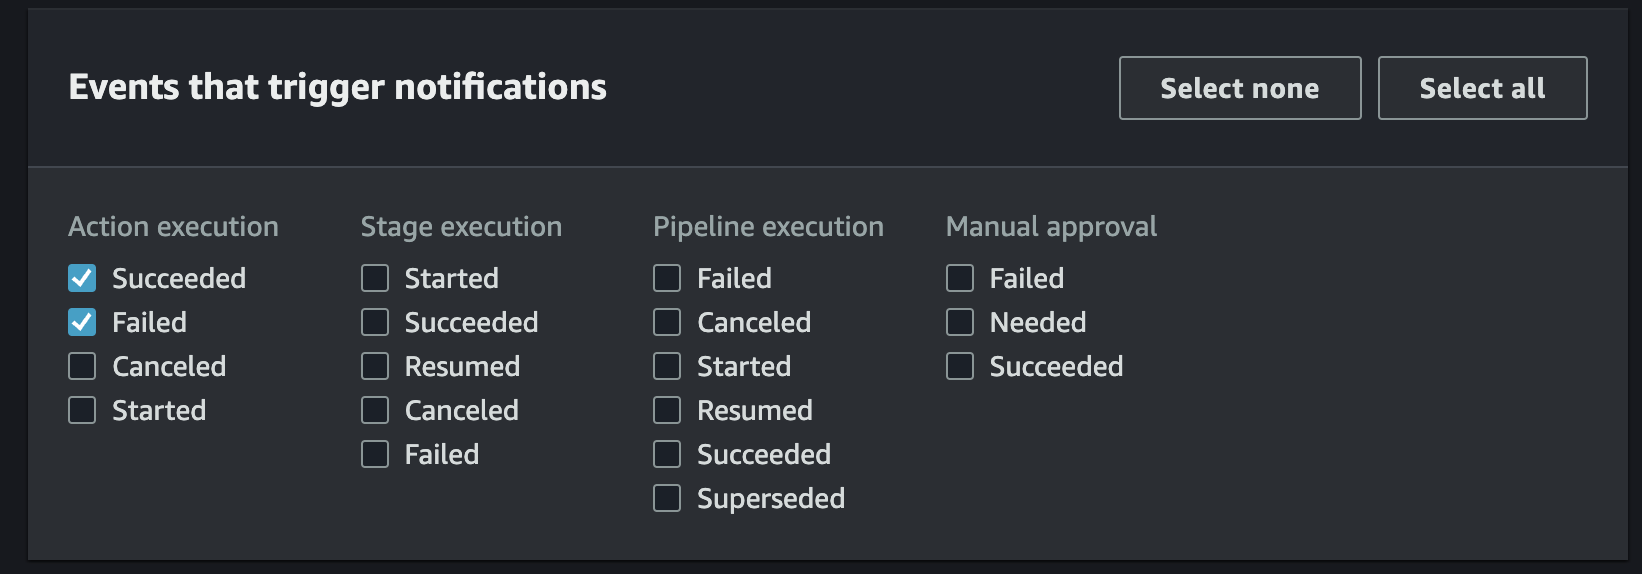 Events that trigger notifications
Select none
Select all
Action execution
Succeeded
Failed
Canceled
Started
Stage execution
Started
Succeeded
Resumed
Canceled
Failed
Pipeline execution
Failed
Canceled
Started
Resumed
Succeeded
Superseded
Manual approval
Failed
Needed
Succeeded